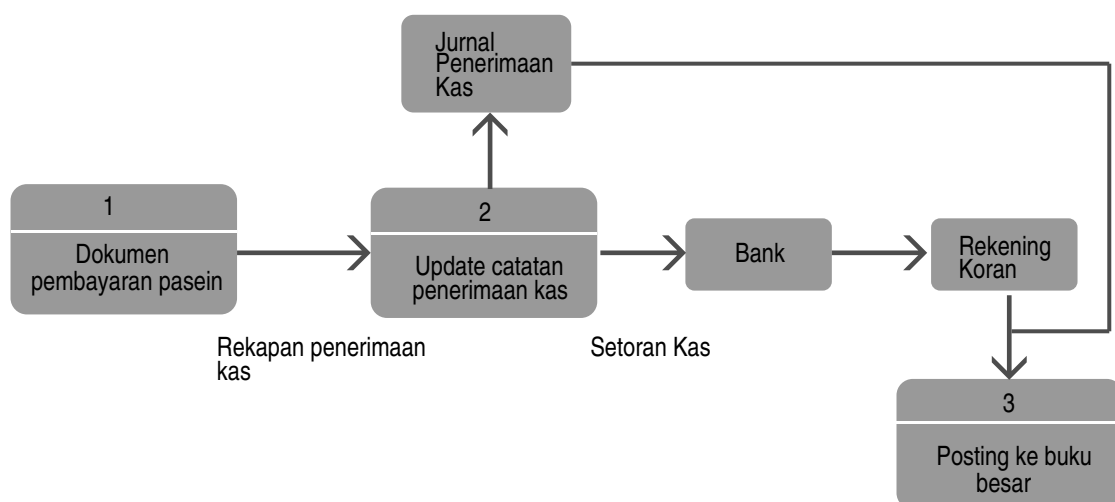 Jurnal
Penerimaan
Kas
1
Dokumen
pembayaran pasein
2
Update catatan
penerimaan kas
Bank
Rekening
Koran
Rekapan penerimaan
kas
Setoran Kas
3
Posting ke buku
besar